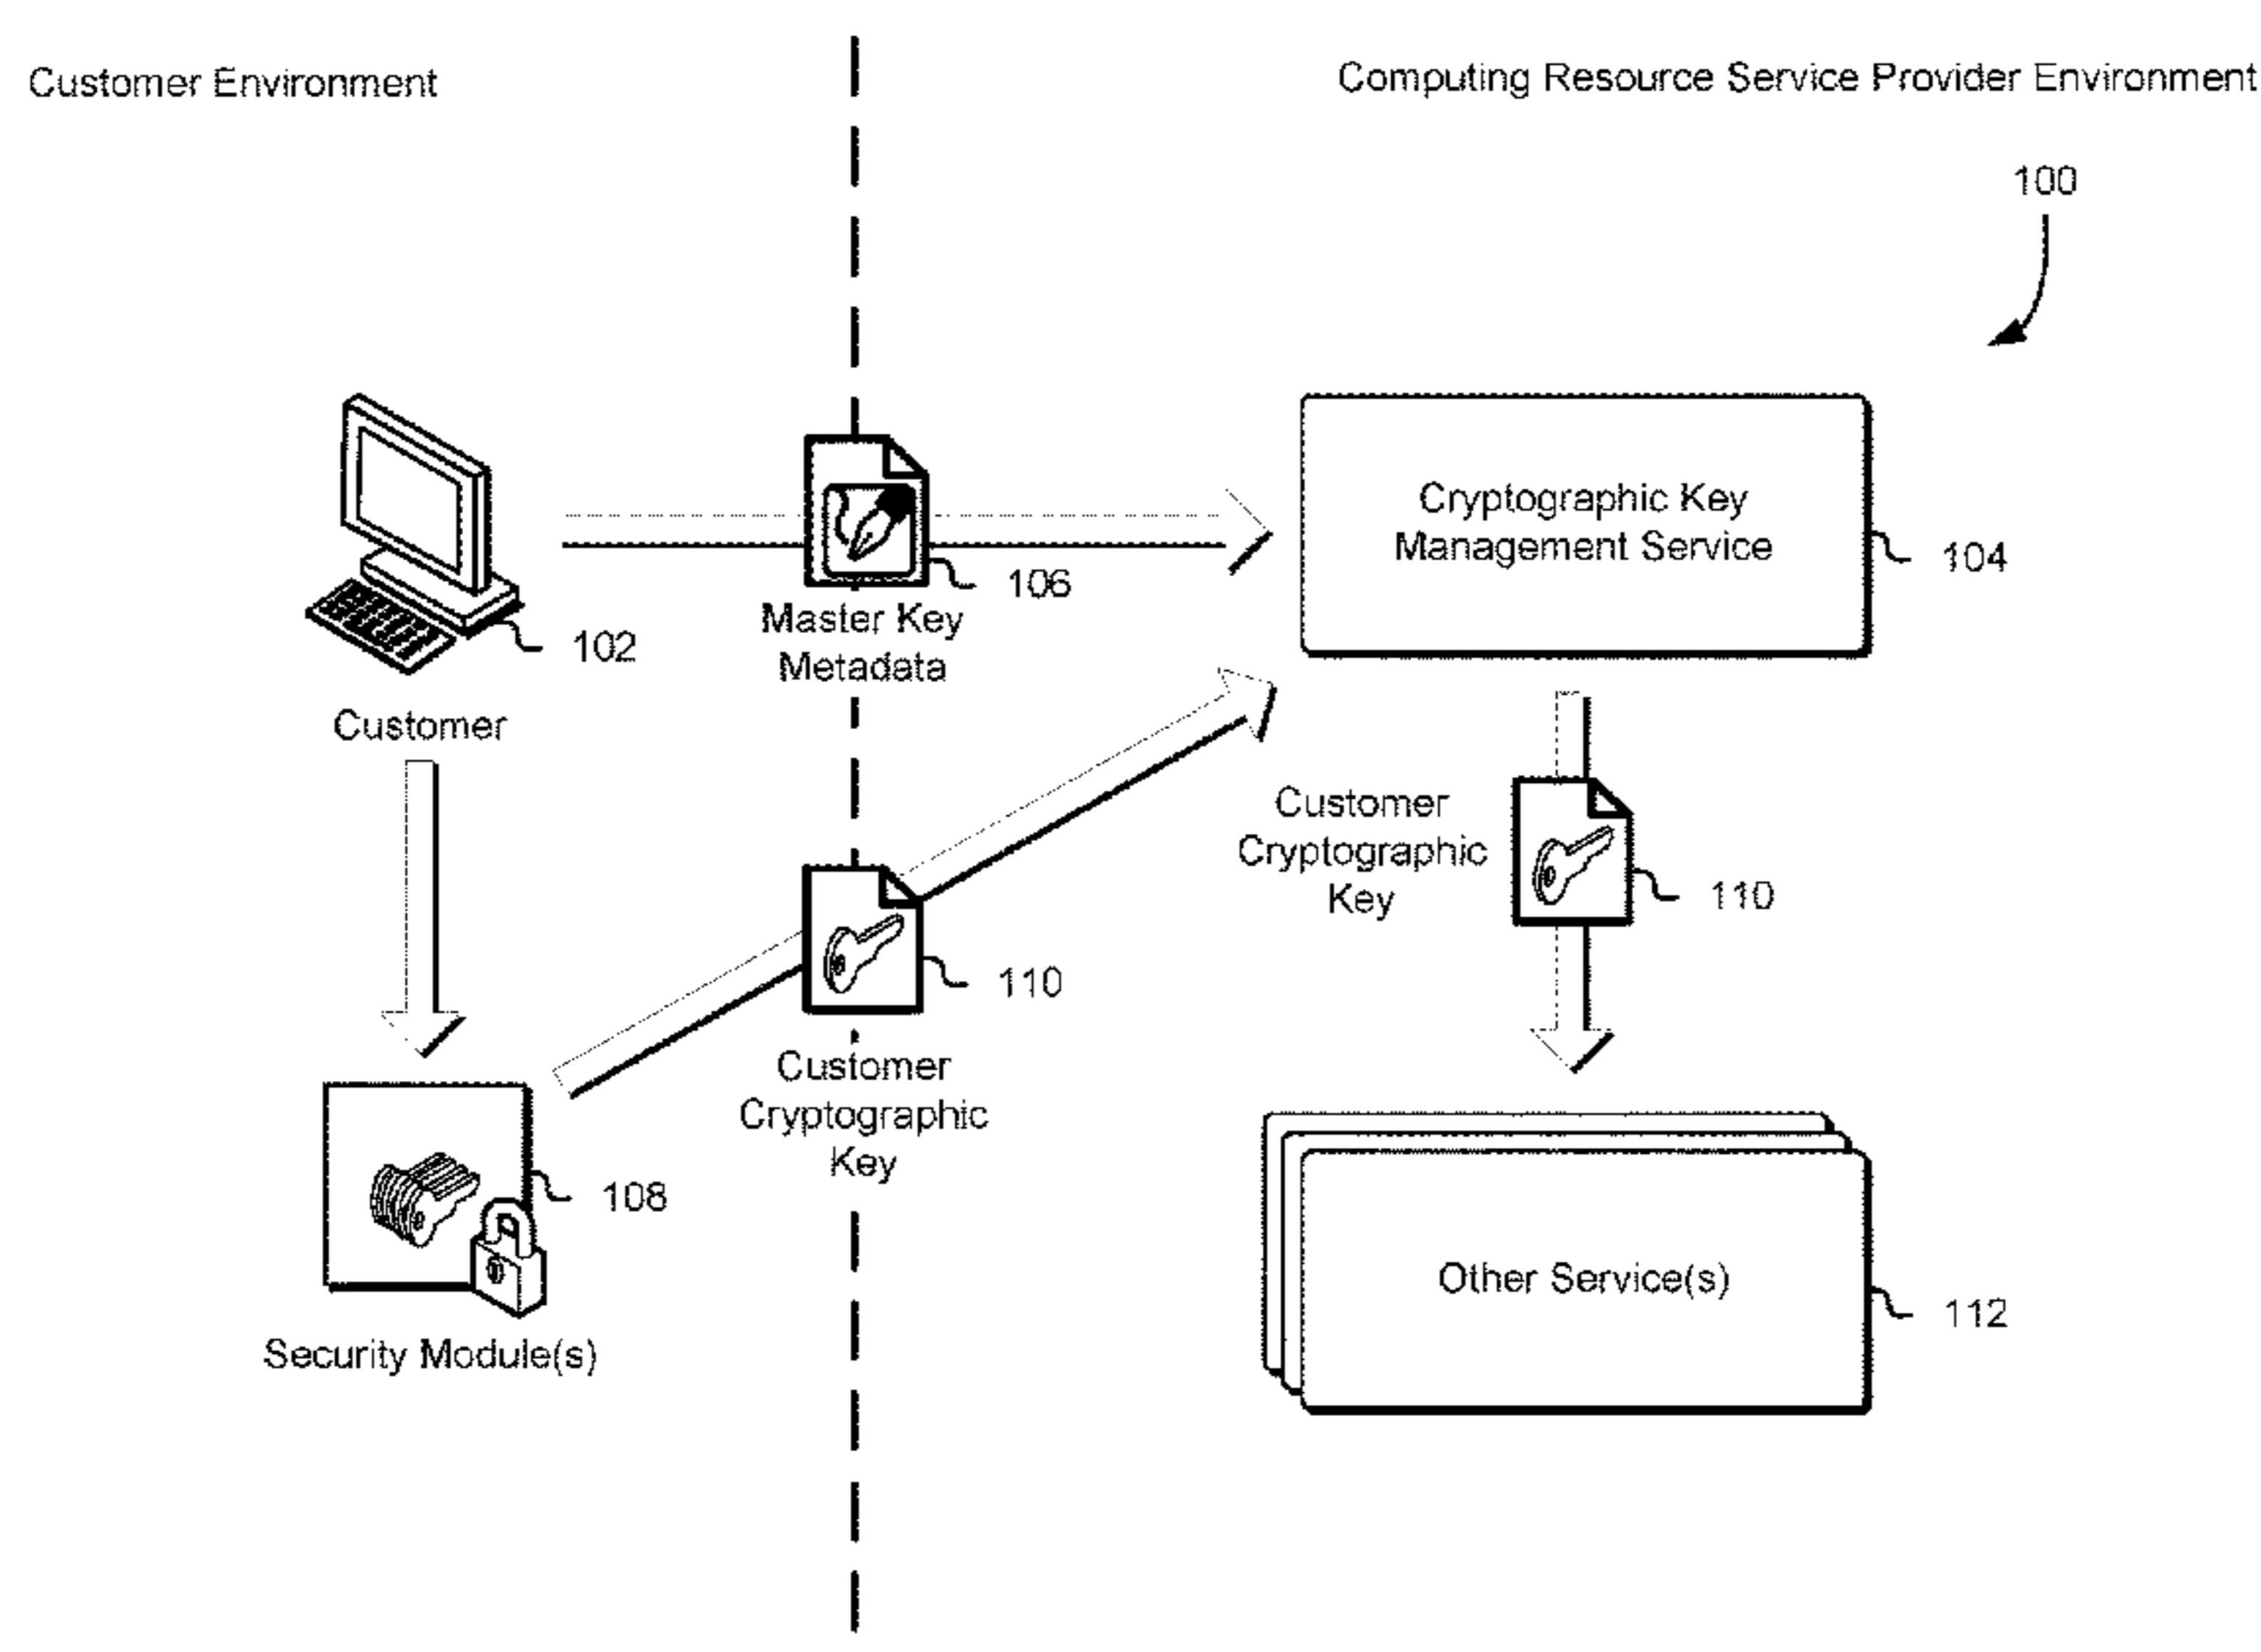 Customer Environment
Computing Resource Service Provider Environment
100
Cryptographic Key
Management Service
104
106
Master Key
Metadata
102
Customer
Customer
Cryptographic
Key
110
110
Customer
Cryptographic
Key
108
Security Module(s)
Other Service(s)
112